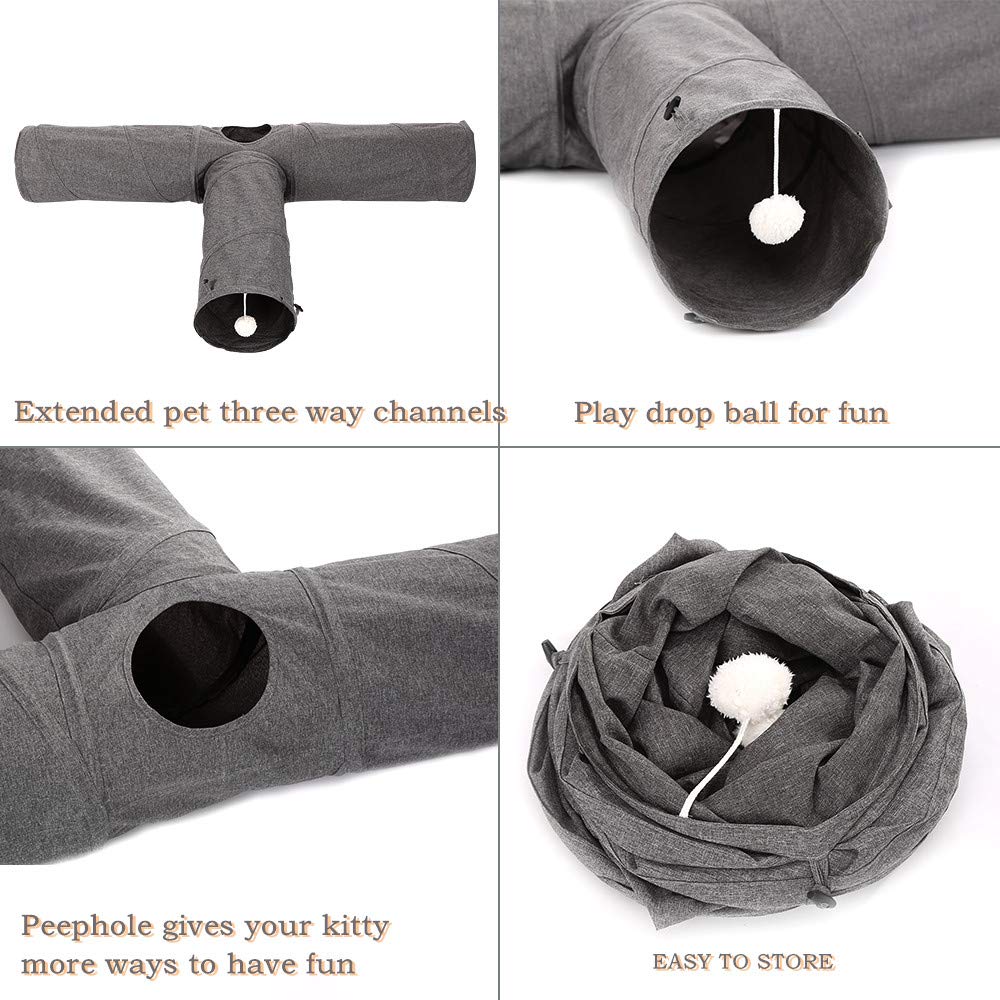 Extended pet three way channels
Play drop ball for fun
Peephole gives your kitty
more ways to have fun
EASY TO STORE